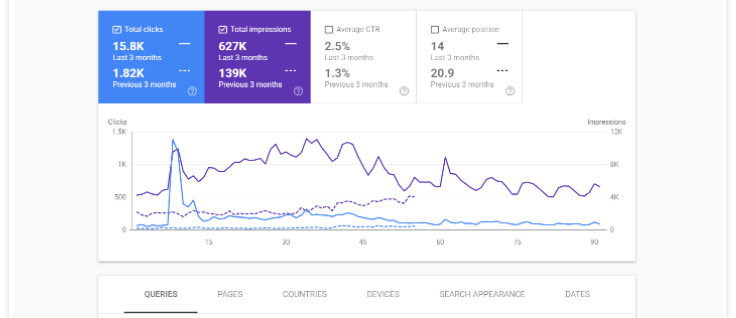 Total clicks
15.8K
Last 3 months
1.82K
Previous 3 months
Total impressions
627K
Last 3 months
139K
Previous 3 months
Average CTR
2.5%
Last 3 months
1.3%
Previous 3 months
Average position
14
Last 3 months
20.9
Previous 3 months
Clicks Impressions
1.5K 12K
1K 8K
500 4K
0 0
15 30 45 60 75 90
QUERIES PAGES COUNTRIES DEVICES SEARCH APPEARANCE DATES